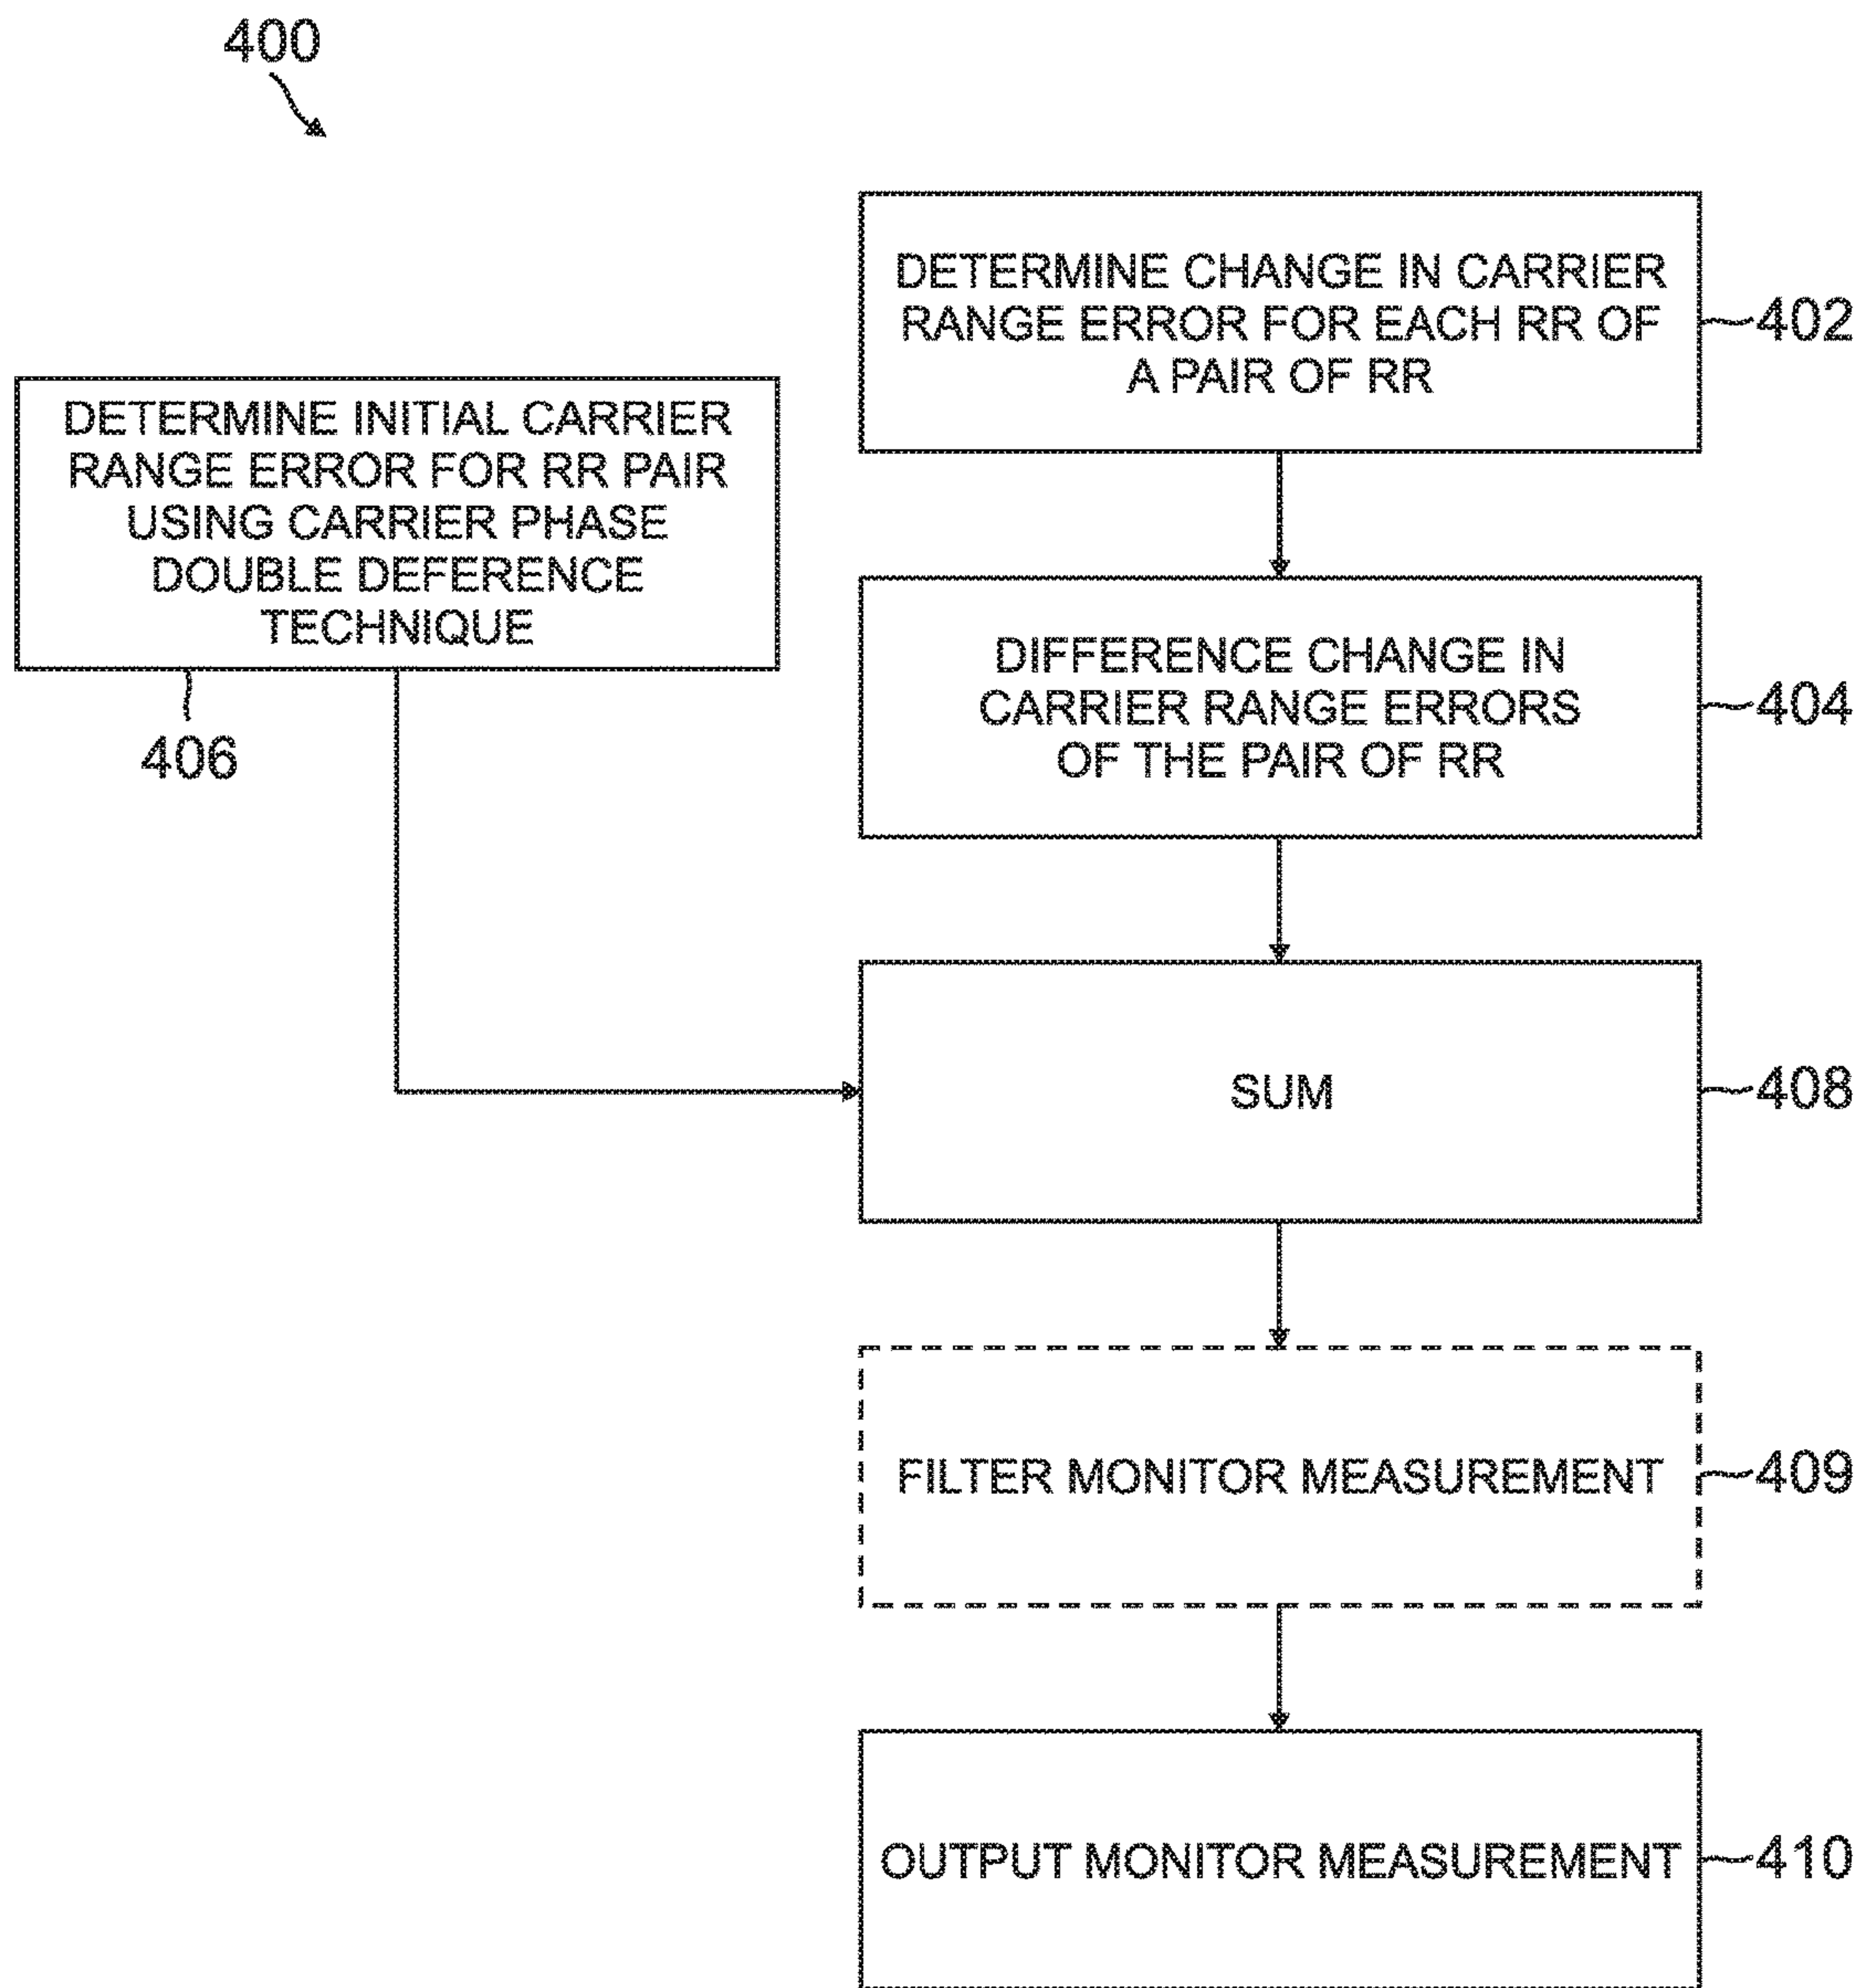 400
DETERMINE CHANGE IN CARRIER
RANGE ERROR FOR EACH RR OF
A PAIR OF RR
402
DETERMINE INITIAL CARRIER
RANGE ERROR FOR RR PAIR
USING CARRIER PHASE
DOUBLE DEFERENCE
TECHNIQUE
406
DIFFERENCE CHANGE IN
CARRIER RANGE ERRORS
OF THE PAIR OF RR
404
SUM
408
FILTER MONITOR MEASUREMENT
409
OUTPUT MONITOR MEASUREMENT
410